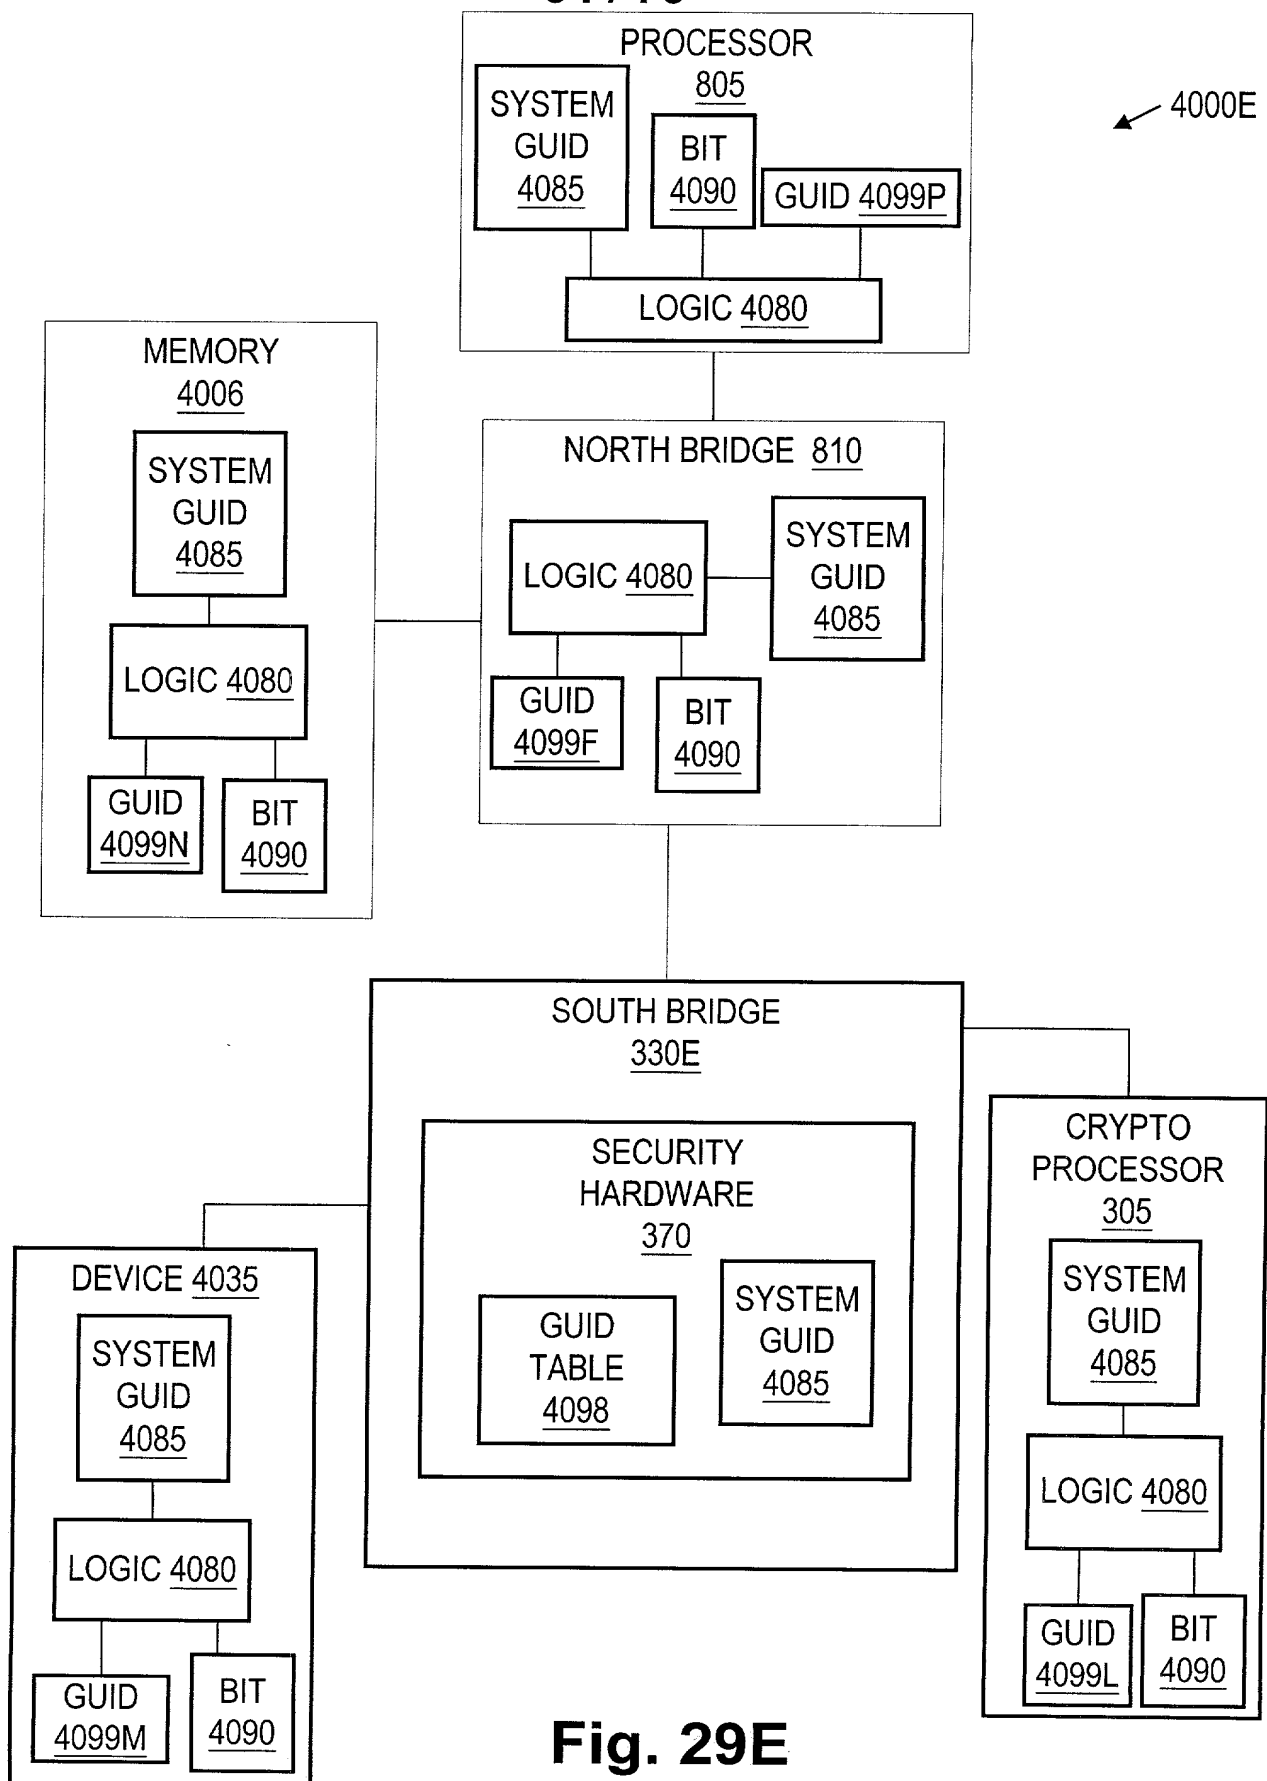 PROCESSOR
805
SYSTEM
GUID
4085
BIT
4090
GUID 4099P
LOGIC 4080
4000E
MEMORY
4006
SYSTEM
GUID
4085
LOGIC 4080
GUID
4099N
BIT
4090
NORTH BRIDGE 810
LOGIC 4080
SYSTEM
GUID
4085
GUID
4099F
BIT
4090
SOUTH BRIDGE
330E
SECURITY
HARDWARE
370
GUID
TABLE
4098
SYSTEM
GUID
4085
CRYPTO
PROCESSOR
305
SYSTEM
GUID
4085
LOGIC 4080
GUID
4099L
BIT
4090
DEVICE 4035
SYSTEM
GUID
4085
LOGIC 4080
GUID
4099M
BIT
4090
Fig. 29E